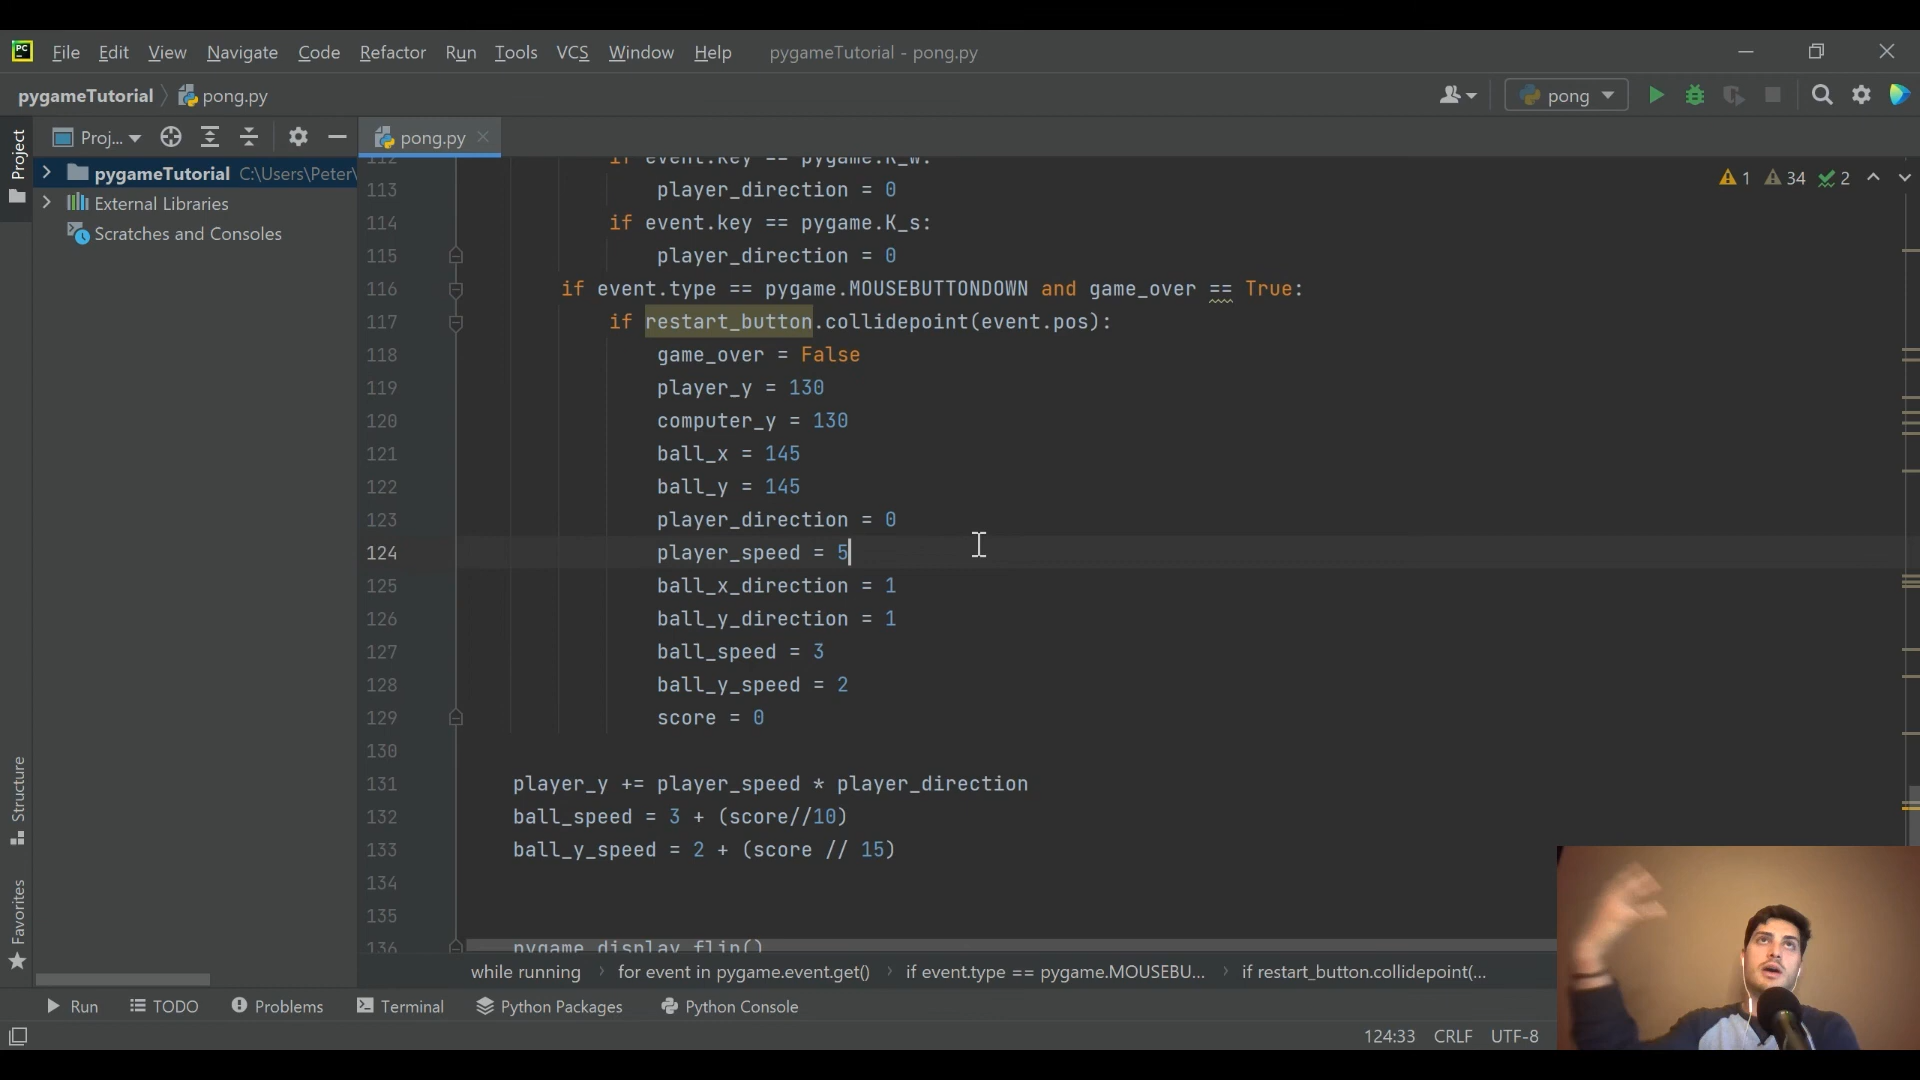 PC File Edit View Navigate Code Refactor Run Tools VCS Window Help pygameTutorial - pong.py
pygameTutorial pong.py pong
Project Proj... pong.py
pygameTutorial C:\Users\Peter\
External Libraries
Scratches and Consoles
1 34 2
112 if event.key == pygame.K_w:
113 player_direction = 0
114 if event.key == pygame.K_s:
115 player_direction = 0
116 if event.type == pygame.MOUSEBUTTONDOWN and game_over == True:
117 if restart_button.collidepoint(event.pos):
118 game_over = False
119 player_y = 130
120 computer_y = 130
121 ball_x = 145
122 ball_y = 145
123 player_direction = 0
124 player_speed = 5
125 ball_x_direction = 1
126 ball_y_direction = 1
127 ball_speed = 3
128 ball_y_speed = 2
129 score = 0
130
131 player_y += player_speed * player_direction
132 ball_speed = 3 + (score//10)
133 ball_y_speed = 2 + (score // 15)
134
135
136 pygame.display.flip()
Structure
Favorites
while running for event in pygame.event.get() if event.type == pygame.MOUSEBU... if restart_button.collidepoint(...
Run TODO Problems Terminal Python Packages Python Console
124:33 CRLF UTF-8